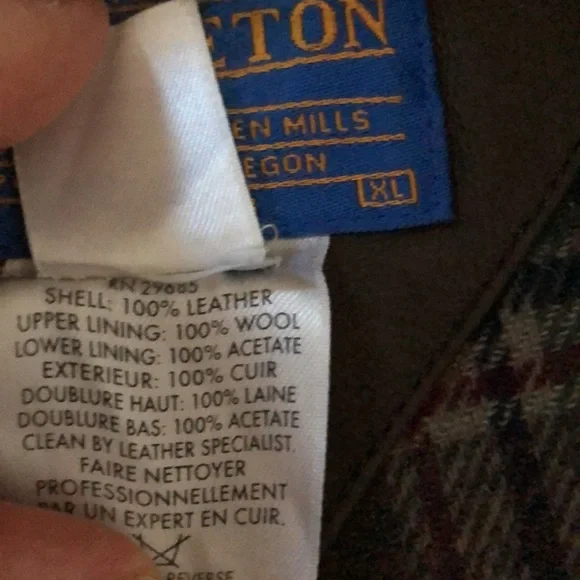 ETON
EN MILLS
EGON
XL
RN 29685
SHELL: 100% LEATHER
UPPER LINING: 100% WOOL
LOWER LINING: 100% ACETATE
EXTERIEUR: 100% CUIR
DOUBLURE HAUT: 100% LAINE
DOUBLURE BAS: 100% ACETATE
CLEAN BY LEATHER SPECIALIST.
FAIRE NETTOYER
PROFESSIONNELLEMENT
PAR UN EXPERT EN CUIR.
REVERSE